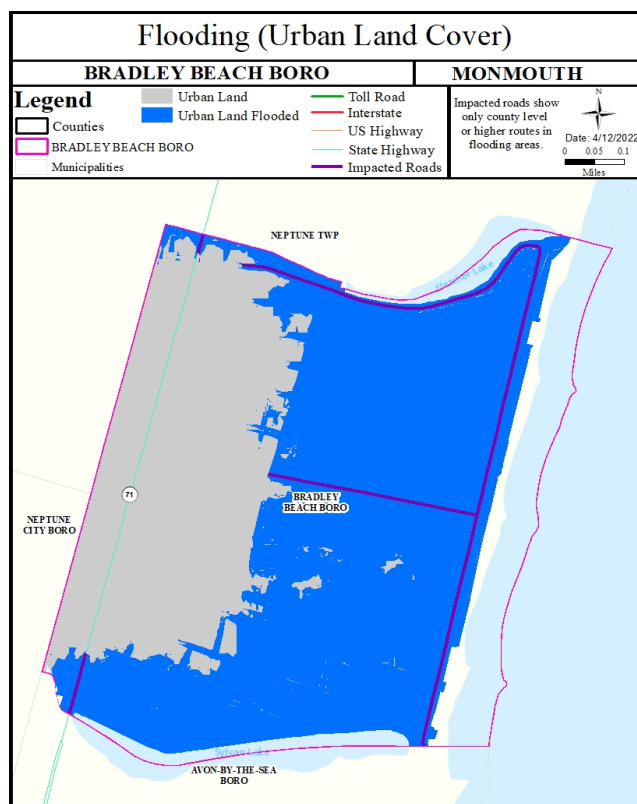 Flooding (Urban Land Cover)
BRADLEY BEACH BORO
MONMOUTH
Legend
Counties
BRADLEY BEACH BORO
Municipalities
Urban Land
Urban Land Flooded
Toll Road
Interstate
US Highway
State Highway
Impacted Roads
Impacted roads show
only county level
or higher routes in
flooding areas.
N
Date: 4/12/2022
0 0.05 0.1
Miles
NEPTUNE TWP
Fletcher Lake
71
BRADLEY
BEACH BORO
NEPTUNE
CITY BORO
Sylvan Lake
AVON-BY-THE-SEA
BORO